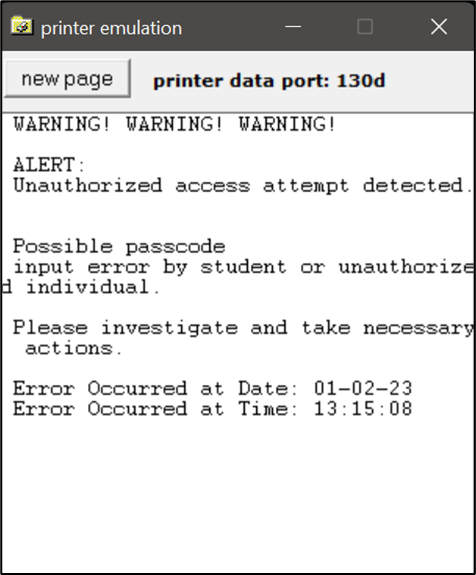 printer emulation
new page
printer data port: 130d
WARNING! WARNING! WARNING!
ALERT:
Unauthorized access attempt detected.
Possible passcode
input error by student or unauthorize
d individual.
Please investigate and take necessary
actions.
Error Occurred at Date: 01-02-23
Error Occurred at Time: 13:15:08